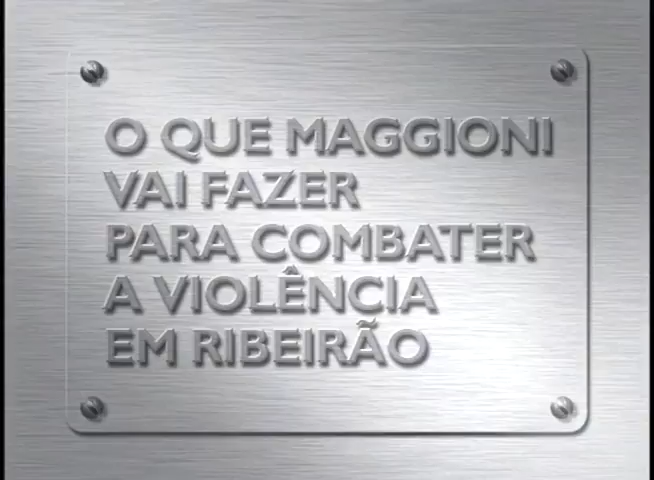 O QUE MAGGIONI
VAI FAZER
PARA COMBATER
A VIOLÊNCIA
EM RIBEIRÃO